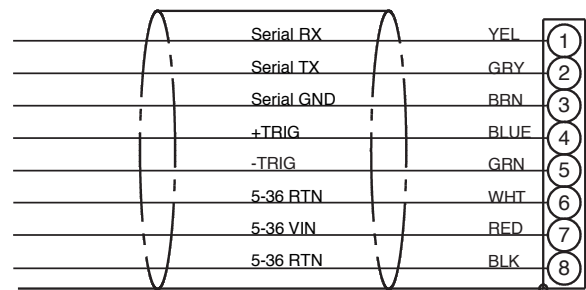 Serial RX YEL 1
Serial TX GRY 2
Serial GND BRN 3
+TRIG BLUE 4
-TRIG GRN 5
5-36 RTN WHT 6
5-36 VIN RED 7
5-36 RTN BLK 8